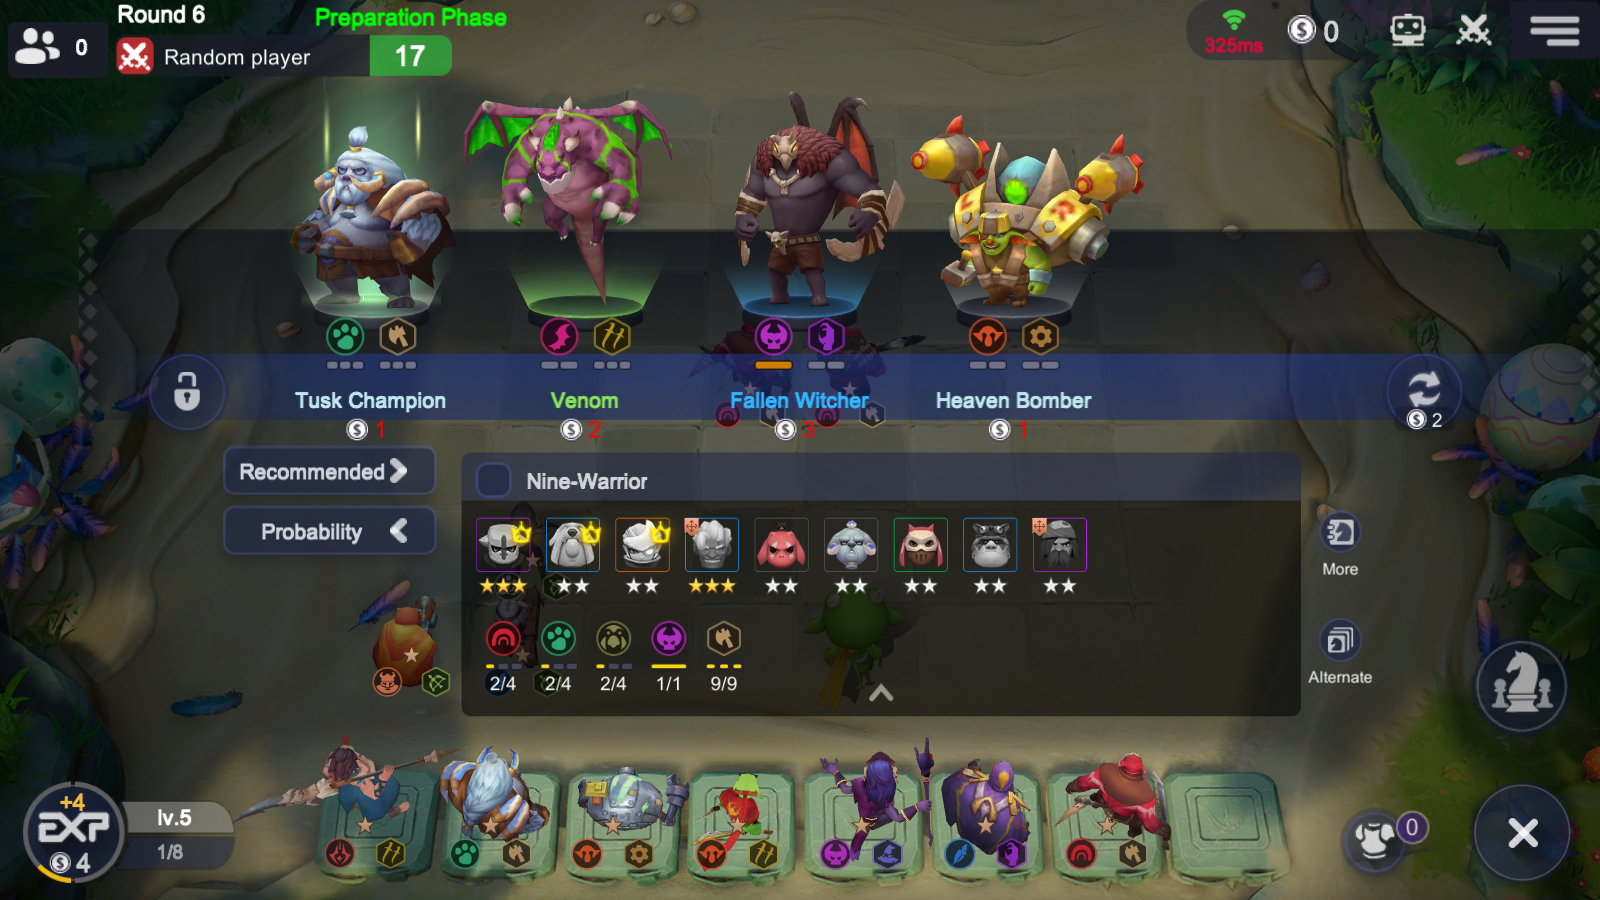 Round 6
Preparation Phase
0
Random player
17
325ms
0
Tusk Champion
Venom
Fallen Witcher
Heaven Bomber
1
2
3
1
2
Recommended
Probability
Nine-Warrior
2/4
2/4
2/4
1/1
9/9
More
Alternate
+4
EXP
4
lv.5
1/8
0